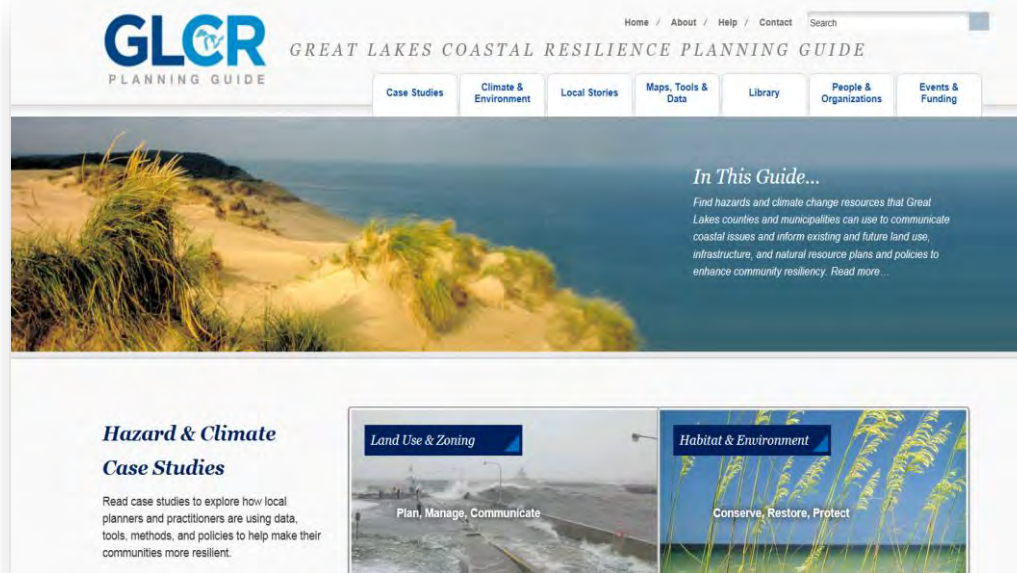 Home / About / Help / Contact
Search
GLCR
PLANNING GUIDE
GREAT LAKES COASTAL RESILIENCE PLANNING GUIDE
Case Studies
Climate &
Environment
Local Stories
Maps, Tools &
Data
Library
People &
Organizations
Events &
Funding
In This Guide...
Find hazards and climate change resources that Great
Lakes counties and municipalities can use to communicate
coastal issues and inform existing and future land use,
infrastructure, and natural resource plans and policies to
enhance community resiliency. Read more…
Hazard & Climate
Case Studies
Read case studies to explore how local
planners and practitioners are using data,
tools, methods, and policies to help make their
communities more resilient.
Land Use & Zoning
Plan, Manage, Communicate
Habitat & Environment
Conserve, Restore, Protect